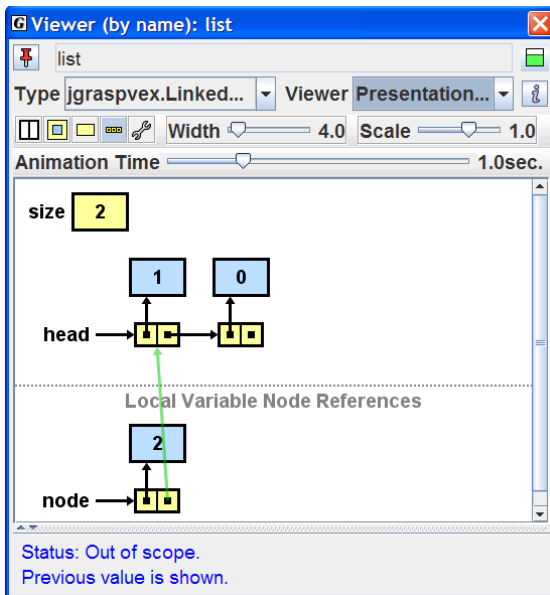 G Viewer (by name): list
list
Type jgraspvex.Linked... Viewer Presentation... i
Width 4.0 Scale 1.0
Animation Time 1.0sec.
size 2
1 0
head
Local Variable Node References
2
node
Status: Out of scope.
Previous value is shown.